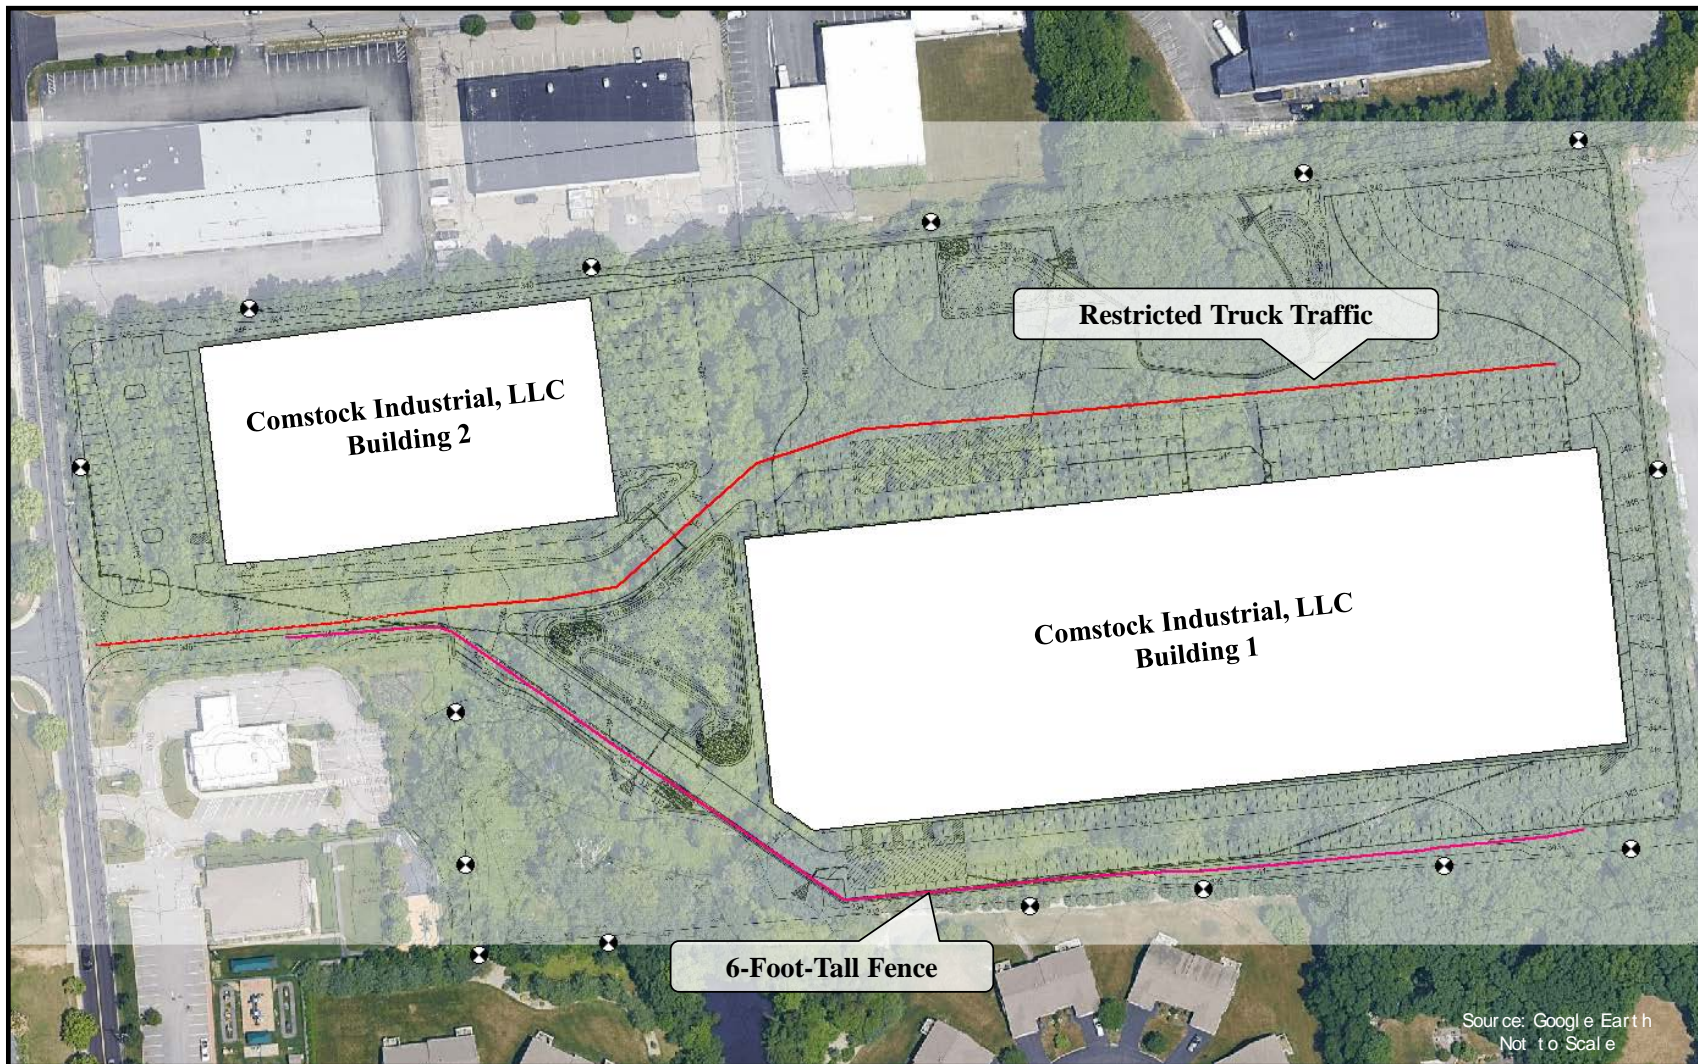 Restricted Truck Traffic
Comstock Industrial, LLC
Building 2
Comstock Industrial, LLC
Building 1
6-Foot-Tall Fence
Source: Google Earth
Not to Scale